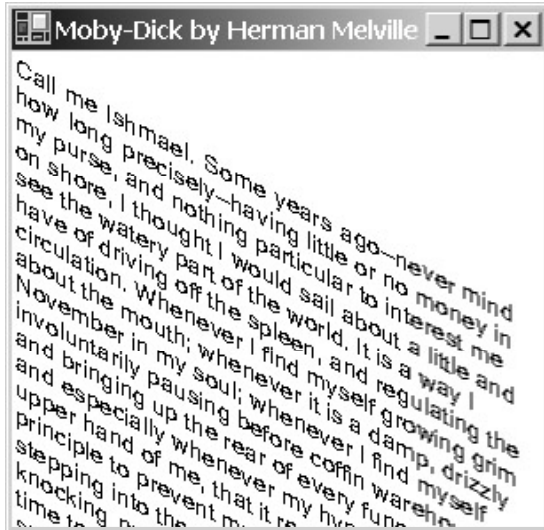 Moby-Dick by Herman Melville
Call me Ishmael. Some years ago—never mind
how long precisely—having little or no money in
my purse, and nothing particular to interest me
on shore, I thought I would sail about a little and
see the watery part of the world. It is a way I
have of driving off the spleen, and regulating the
circulation. Whenever I find myself growing grim
about the mouth; whenever it is a damp, drizzly
November in my soul; whenever I find myself
involuntarily pausing before coffin wareho
and bringing up the rear of every fune
and especially whenever my hyp
upper hand of me, that it re
principle to prevent m
stepping into the
knocking
time to